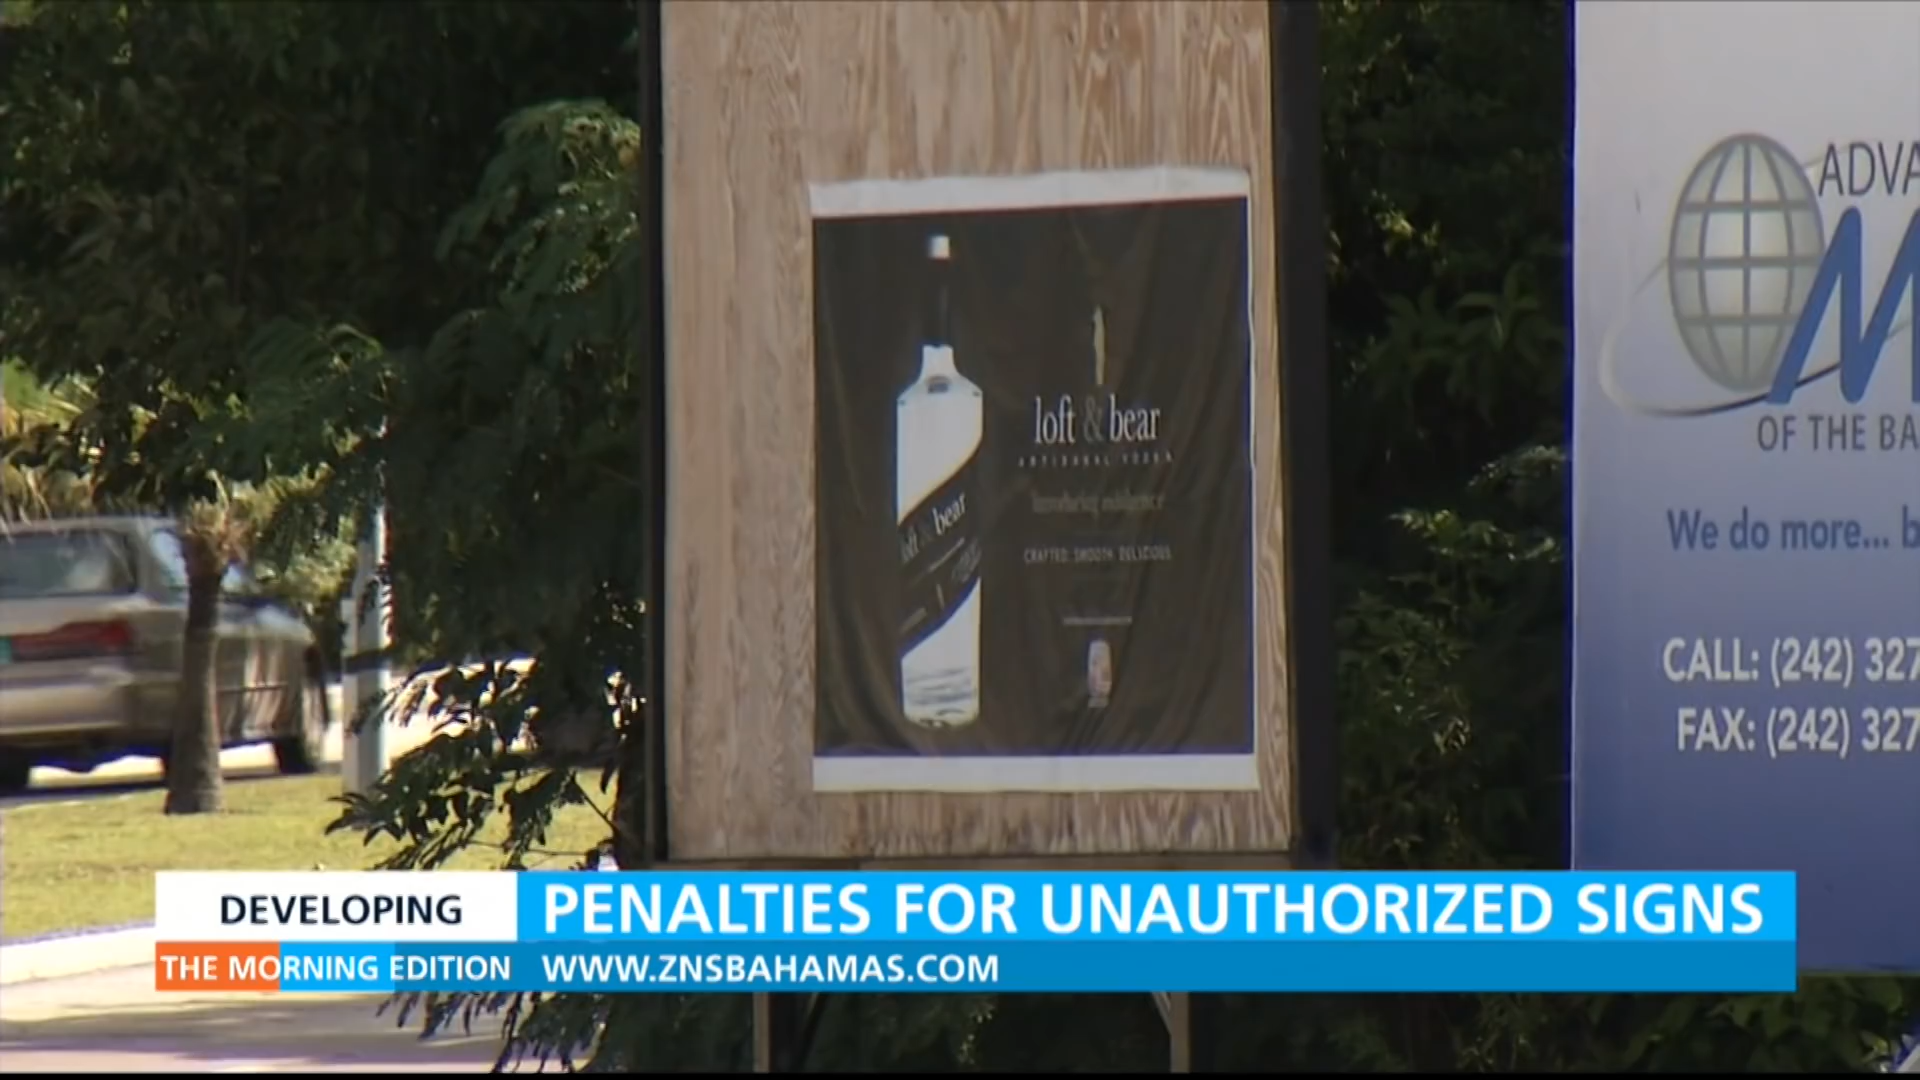 loft & bear
ARTISANAL VODKA
CRAFTED. SMOOTH. DELICIOUS
loft & bear
ADVA
M
OF THE BA
We do more... b
CALL: (242) 327
FAX: (242) 327
DEVELOPING
PENALTIES FOR UNAUTHORIZED SIGNS
THE MORNING EDITION
WWW.ZNSBAHAMAS.COM